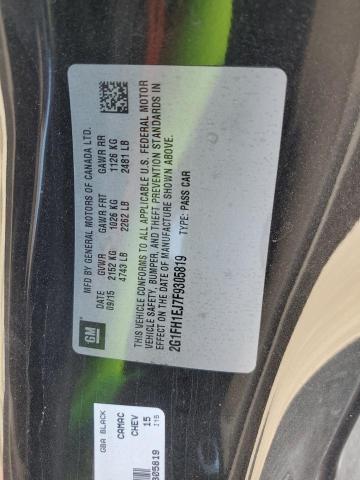 GM
MFD BY GENERAL MOTORS OF CANADA LTD.
DATE GVWR GAWR FRT GAWR RR
09/15 2152 KG 1026 KG 1126 KG
4743 LB 2262 LB 2481 LB
THIS VEHICLE CONFORMS TO ALL APPLICABLE U.S. FEDERAL MOTOR
VEHICLE SAFETY, BUMPER, AND THEFT PREVENTION STANDARDS IN
EFFECT ON THE DATE OF MANUFACTURE SHOWN ABOVE.
2G1FH1EJ7F9305819 TYPE: PASS CAR
GBA BLACK
CAMAC
CHEV
15
305819